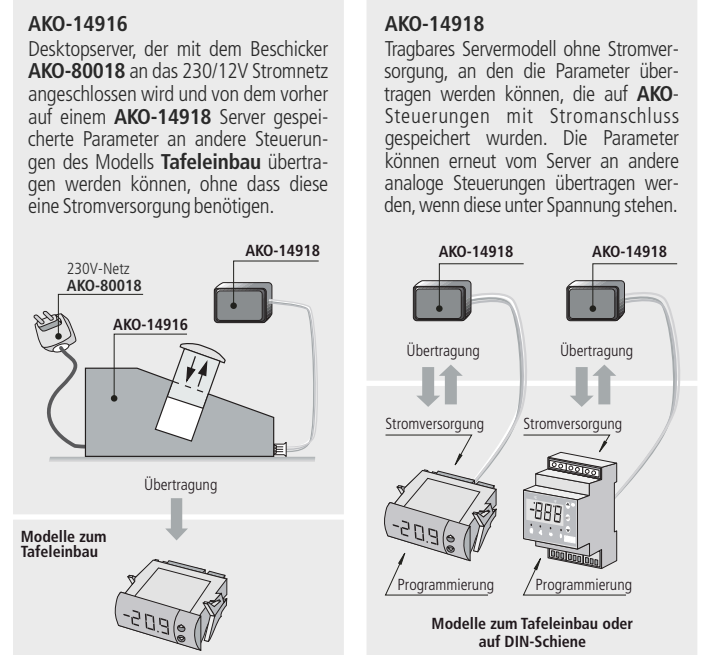 AKO-14916
Desktopserver, der mit dem Beschicker
AKO-80018 an das 230/12V Stromnetz
angeschlossen wird und von dem vorher
auf einem AKO-14918 Server gespei-
cherte Parameter an andere Steuerun-
gen des Modells Tafeleinbau übertra-
gen werden können, ohne dass diese
eine Stromversorgung benötigen.
AKO-14918
230V-Netz
AKO-80018
AKO-14916
Übertragung
Modelle zum
Tafeleinbau
-20.9
AKO-14918
Tragbares Servermodell ohne Stromver-
sorgung, an den die Parameter über-
tragen werden können, die auf AKO-
Steuerungen mit Stromanschluss
gespeichert wurden. Die Parameter
können erneut vom Server an andere
analoge Steuerungen übertragen wer-
den, wenn diese unter Spannung stehen.
AKO-14918
AKO-14918
Übertragung
Übertragung
Stromversorgung
Stromversorgung
-20.9
-888
Programmierung
Programmierung
Modelle zum Tafeleinbau oder
auf DIN-Schiene